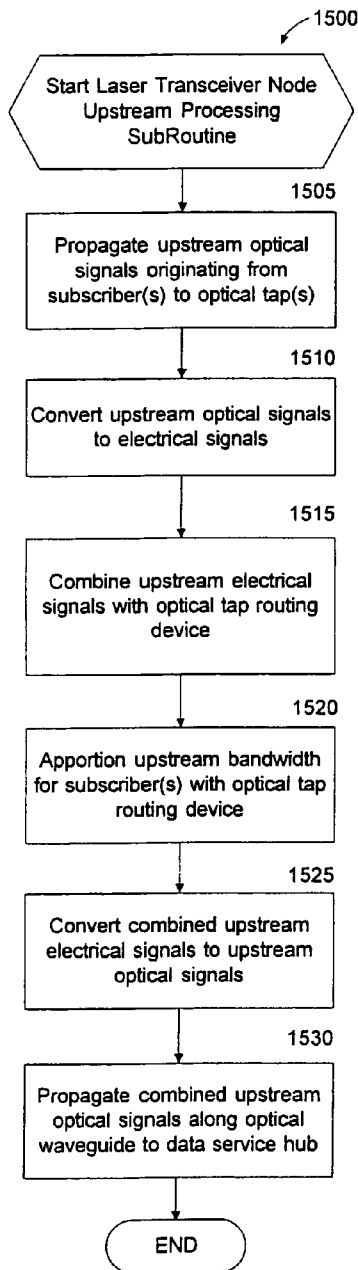 1500
Start Laser Transceiver Node
Upstream Processing
SubRoutine
1505
Propagate upstream optical
signals originating from
subscriber(s) to optical tap(s)
1510
Convert upstream optical signals
to electrical signals
1515
Combine upstream electrical
signals with optical tap routing
device
1520
Apportion upstream bandwidth
for subscriber(s) with optical tap
routing device
1525
Convert combined upstream
electrical signals to upstream
optical signals
1530
Propagate combined upstream
optical signals along optical
waveguide to data service hub
END